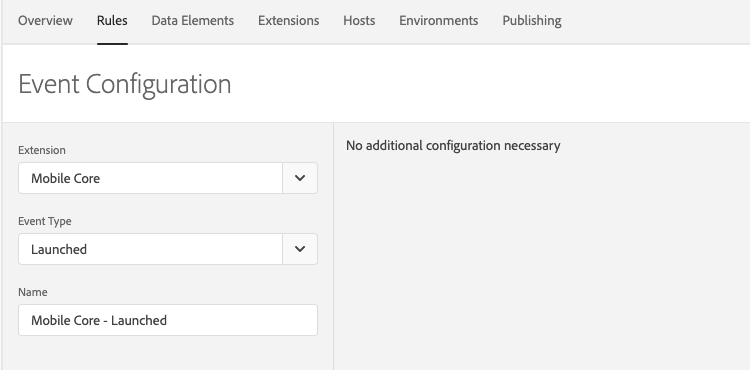 Overview Rules Data Elements Extensions Hosts Environments Publishing
Event Configuration
Extension
Mobile Core
Event Type
Launched
Name
Mobile Core - Launched
No additional configuration necessary